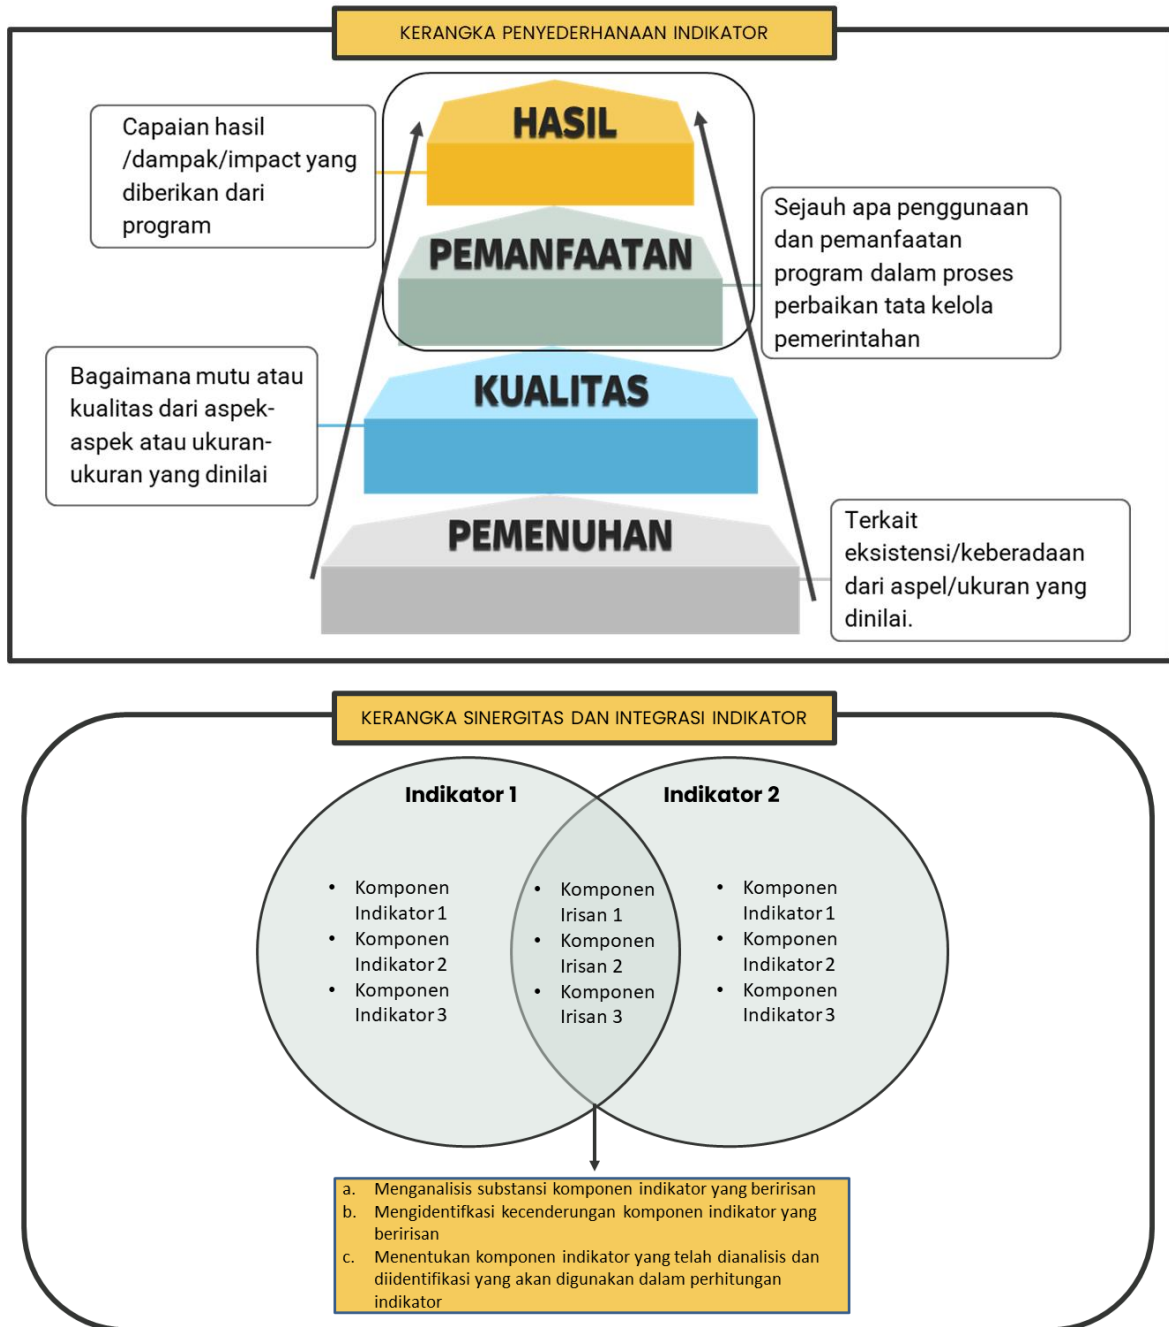 KERANGKA PENYEDERHANAAN INDIKATOR
HASIL
Capaian hasil
/dampak/impact yang
diberikan dari
program
PEMANFAATAN
Sejauh apa penggunaan
dan pemanfaatan
program dalam proses
perbaikan tata kelola
pemerintahan
KUALITAS
Bagaimana mutu atau
kualitas dari aspek-
aspek atau ukuran-
ukuran yang dinilai
PEMENUHAN
Terkait
eksistensi/keberadaan
dari aspel/ukuran yang
dinilai.
KERANGKA SINERGITAS DAN INTEGRASI INDIKATOR
Indikator 1
• Komponen
Indikator 1
• Komponen
Indikator 2
• Komponen
Indikator 3
• Komponen
Irisan 1
• Komponen
Irisan 2
• Komponen
Irisan 3
Indikator 2
• Komponen
Indikator 1
• Komponen
Indikator 2
• Komponen
Indikator 3
a. Menganalisis substansi komponen indikator yang beririsan
b. Mengidentifkasi kecenderungan komponen indikator yang
beririsan
c. Menentukan komponen indikator yang telah dianalisis dan
diidentifikasi yang akan digunakan dalam perhitungan
indikator